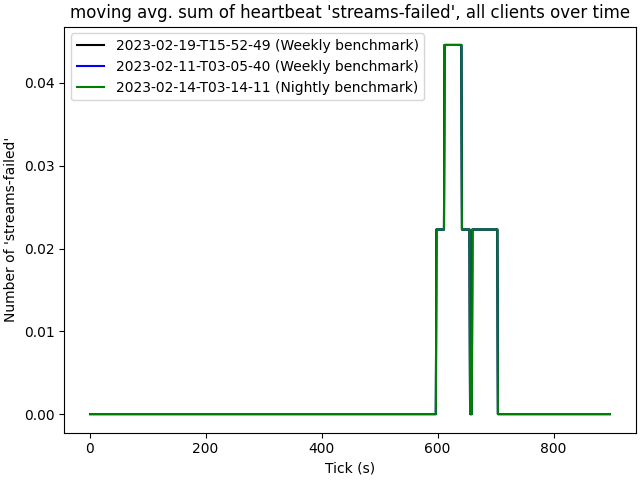 moving avg. sum of heartbeat 'streams-failed', all clients over time
2023-02-19-T15-52-49 (Weekly benchmark)
2023-02-11-T03-05-40 (Weekly benchmark)
2023-02-14-T03-14-11 (Nightly benchmark)
Number of 'streams-failed'
0.04
0.03
0.02
0.01
0.00
0 200 400 600 800
Tick (s)